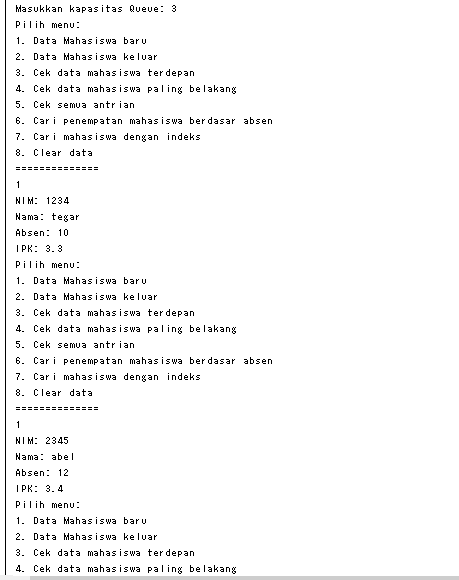 Masukkan kapasitas Queue: 3
Pilih menu:
1. Data Mahasiswa baru
2. Data Mahasiswa keluar
3. Cek data mahasiswa terdepan
4. Cek data mahasiswa paling belakang
5. Cek semua antrian
6. Cari penempatan mahasiswa berdasar absen
7. Cari mahasiswa dengan indeks
8. Clear data
==============
1
NIM: 1234
Nama: tegar
Absen: 10
IPK: 3.3
Pilih menu:
1. Data Mahasiswa baru
2. Data Mahasiswa keluar
3. Cek data mahasiswa terdepan
4. Cek data mahasiswa paling belakang
5. Cek semua antrian
6. Cari penempatan mahasiswa berdasar absen
7. Cari mahasiswa dengan indeks
8. Clear data
==============
1
NIM: 2345
Nama: abel
Absen: 12
IPK: 3.4
Pilih menu:
1. Data Mahasiswa baru
2. Data Mahasiswa keluar
3. Cek data mahasiswa terdepan
4. Cek data mahasiswa paling belakang